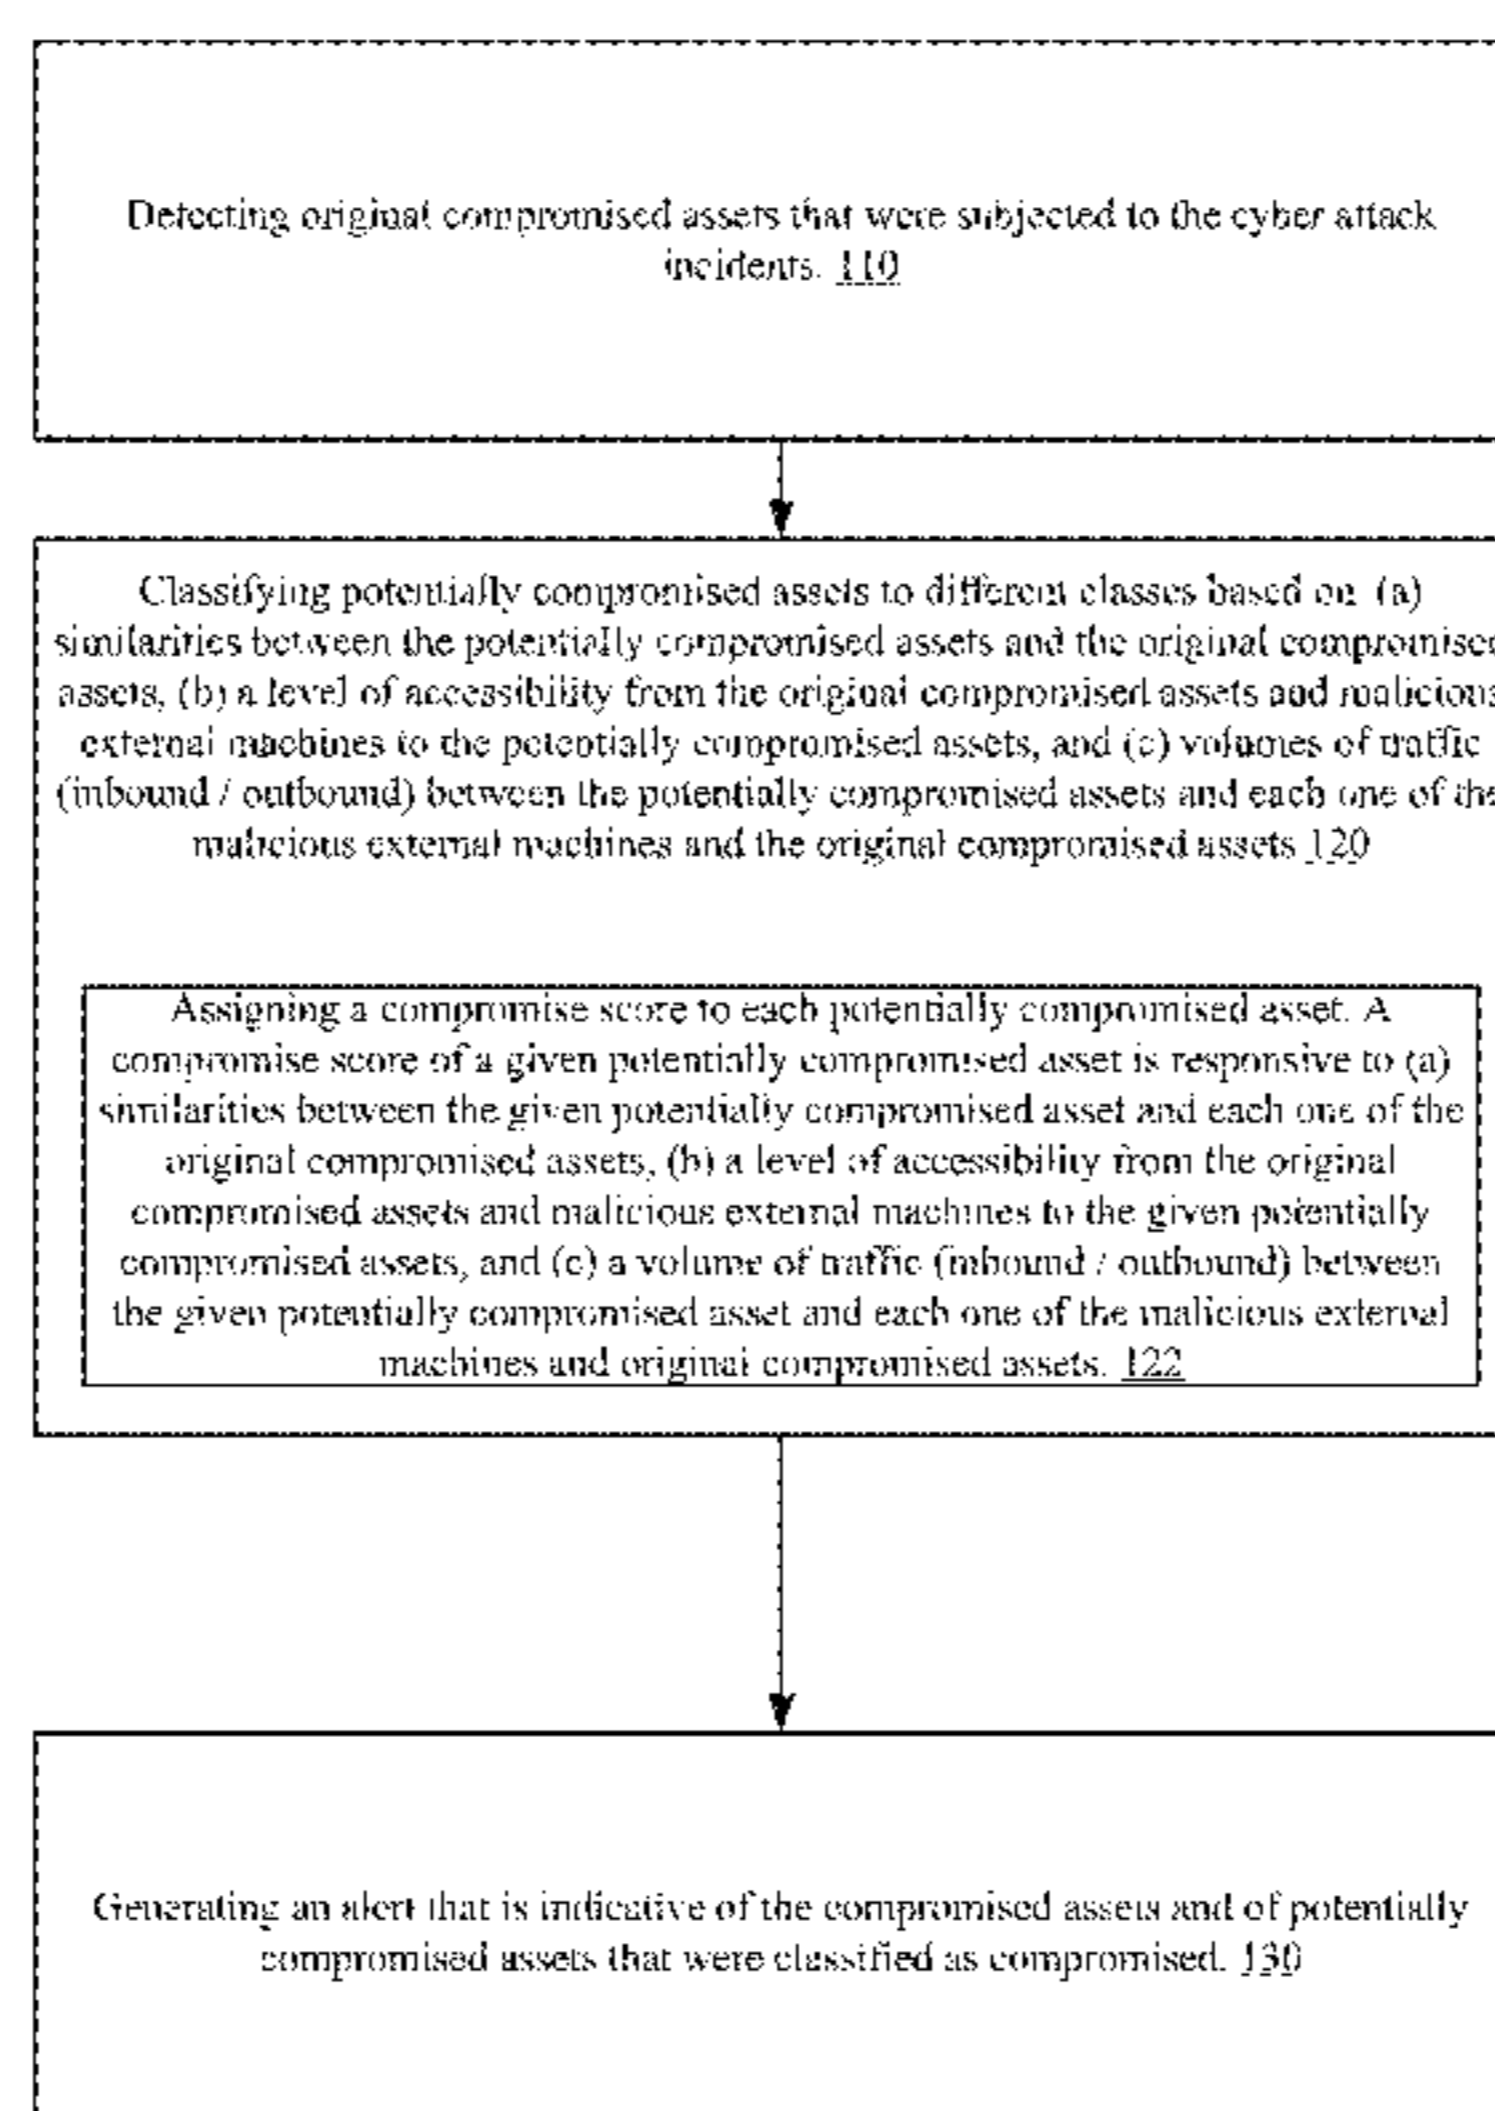 Detecting original compromised assets that were subjected to the cyber attack
incidents. 110
Classifying potentially compromised assets to different classes based on (a)
similarities between the potentially compromised assets and the original compromised
assets, (b) a level of accessibility from the original compromised assets and malicious
external machines to the potentially compromised assets, and (c) volumes of traffic
(inbound / outbound) between the potentially compromised assets and each one of the
malicious external machines and the original compromised assets 120
Assigning a compromise score to each potentially compromised asset. A
compromise score of a given potentially compromised asset is responsive to (a)
similarities between the given potentially compromised asset and each one of the
original compromised assets, (b) a level of accessibility from the original
compromised assets and malicious external machines to the given potentially
compromised assets, and (c) a volume of traffic (inbound / outbound) between
the given potentially compromised asset and each one of the malicious external
machines and original compromised assets. 122
Generating an alert that is indicative of the compromised assets and of potentially
compromised assets that were classified as compromised. 130